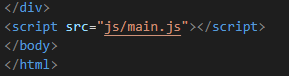 </div>
<script src="js/main.js"></script>
</body>
</html>